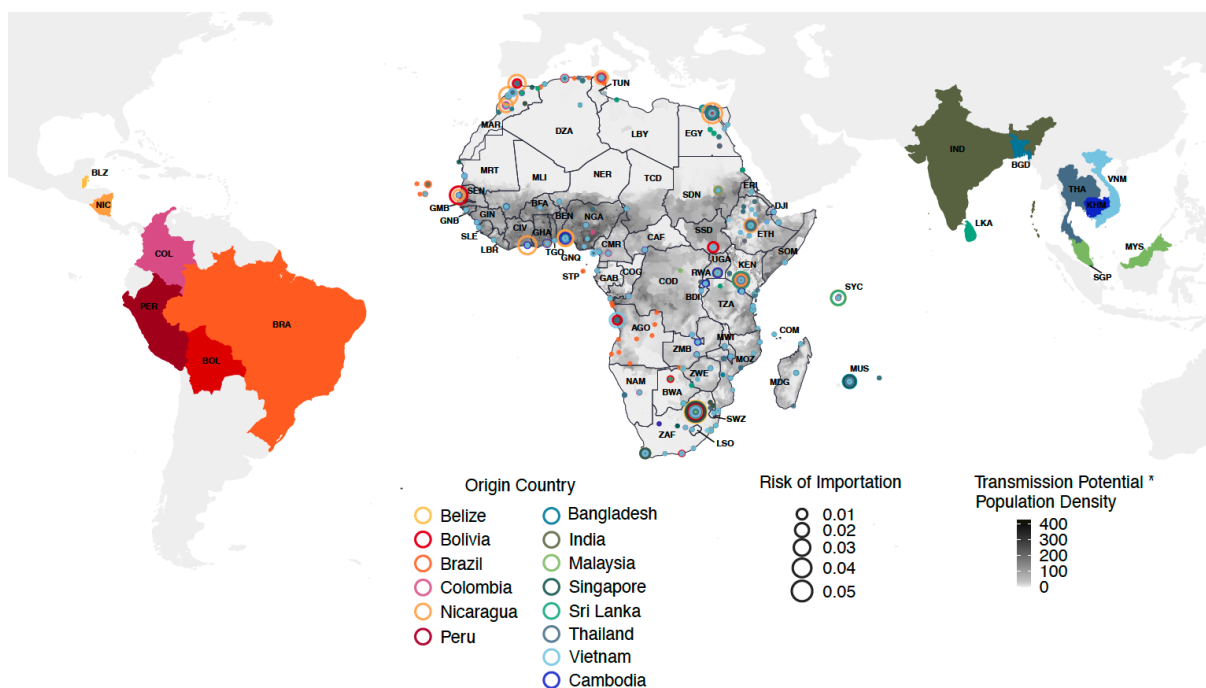 BLZ
NIC
COL
PER
BOL
BRA
TUN
MAR
DZA
LBY
EGY
MRT
MLI
NER
TCD
SDN
ERI
DJI
SEN
GMB
GNB
GIN
SLE
LBR
CIV
BFA
GHA
TGO
BEN
NGA
GNQ
CMR
CAF
SSD
ETH
SOM
STP
GAB
COG
COD
UGA
RWA
BDI
KEN
TZA
SYC
AGO
ZMB
MWI
MOZ
COM
MUS
MDG
NAM
ZWE
BWA
SWZ
ZAF
LSO
IND
BGD
LKA
THA
VNM
KHM
MYS
SGP
Origin Country
Belize
Bolivia
Brazil
Colombia
Nicaragua
Peru
Bangladesh
India
Malaysia
Singapore
Sri Lanka
Thailand
Vietnam
Cambodia
Risk of Importation
0.01
0.02
0.03
0.04
0.05
Transmission Potential *
Population Density
400
300
200
100
0